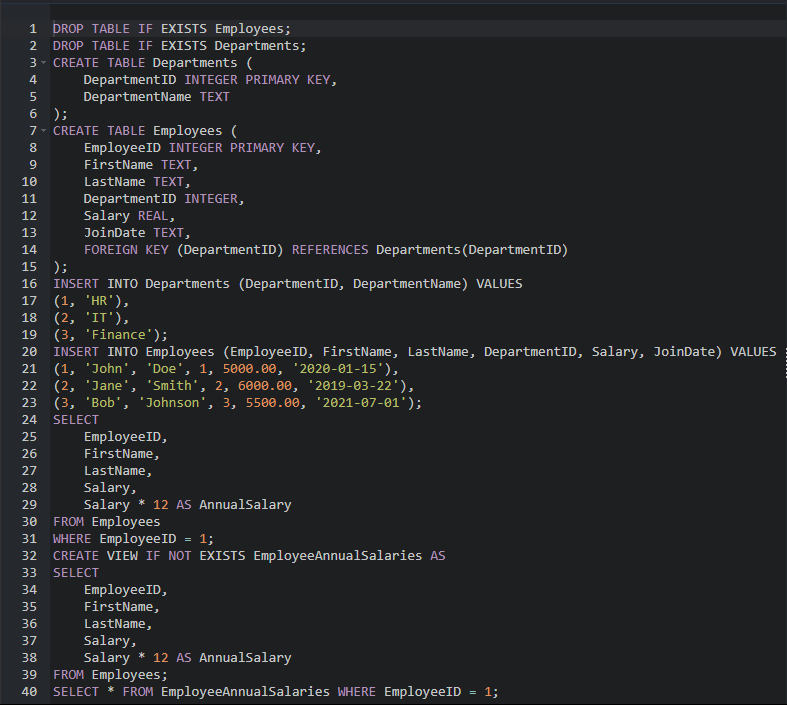 1 DROP TABLE IF EXISTS Employees;
2 DROP TABLE IF EXISTS Departments;
3 CREATE TABLE Departments (
4     DepartmentID INTEGER PRIMARY KEY,
5     DepartmentName TEXT
6 );
7 CREATE TABLE Employees (
8     EmployeeID INTEGER PRIMARY KEY,
9     FirstName TEXT,
10     LastName TEXT,
11     DepartmentID INTEGER,
12     Salary REAL,
13     JoinDate TEXT,
14     FOREIGN KEY (DepartmentID) REFERENCES Departments(DepartmentID)
15 );
16 INSERT INTO Departments (DepartmentID, DepartmentName) VALUES
17 (1, 'HR'),
18 (2, 'IT'),
19 (3, 'Finance');
20 INSERT INTO Employees (EmployeeID, FirstName, LastName, DepartmentID, Salary, JoinDate) VALUES
21 (1, 'John', 'Doe', 1, 5000.00, '2020-01-15'),
22 (2, 'Jane', 'Smith', 2, 6000.00, '2019-03-22'),
23 (3, 'Bob', 'Johnson', 3, 5500.00, '2021-07-01');
24 SELECT
25     EmployeeID,
26     FirstName,
27     LastName,
28     Salary,
29     Salary * 12 AS AnnualSalary
30 FROM Employees
31 WHERE EmployeeID = 1;
32 CREATE VIEW IF NOT EXISTS EmployeeAnnualSalaries AS
33 SELECT
34     EmployeeID,
35     FirstName,
36     LastName,
37     Salary,
38     Salary * 12 AS AnnualSalary
39 FROM Employees;
40 SELECT * FROM EmployeeAnnualSalaries WHERE EmployeeID = 1;